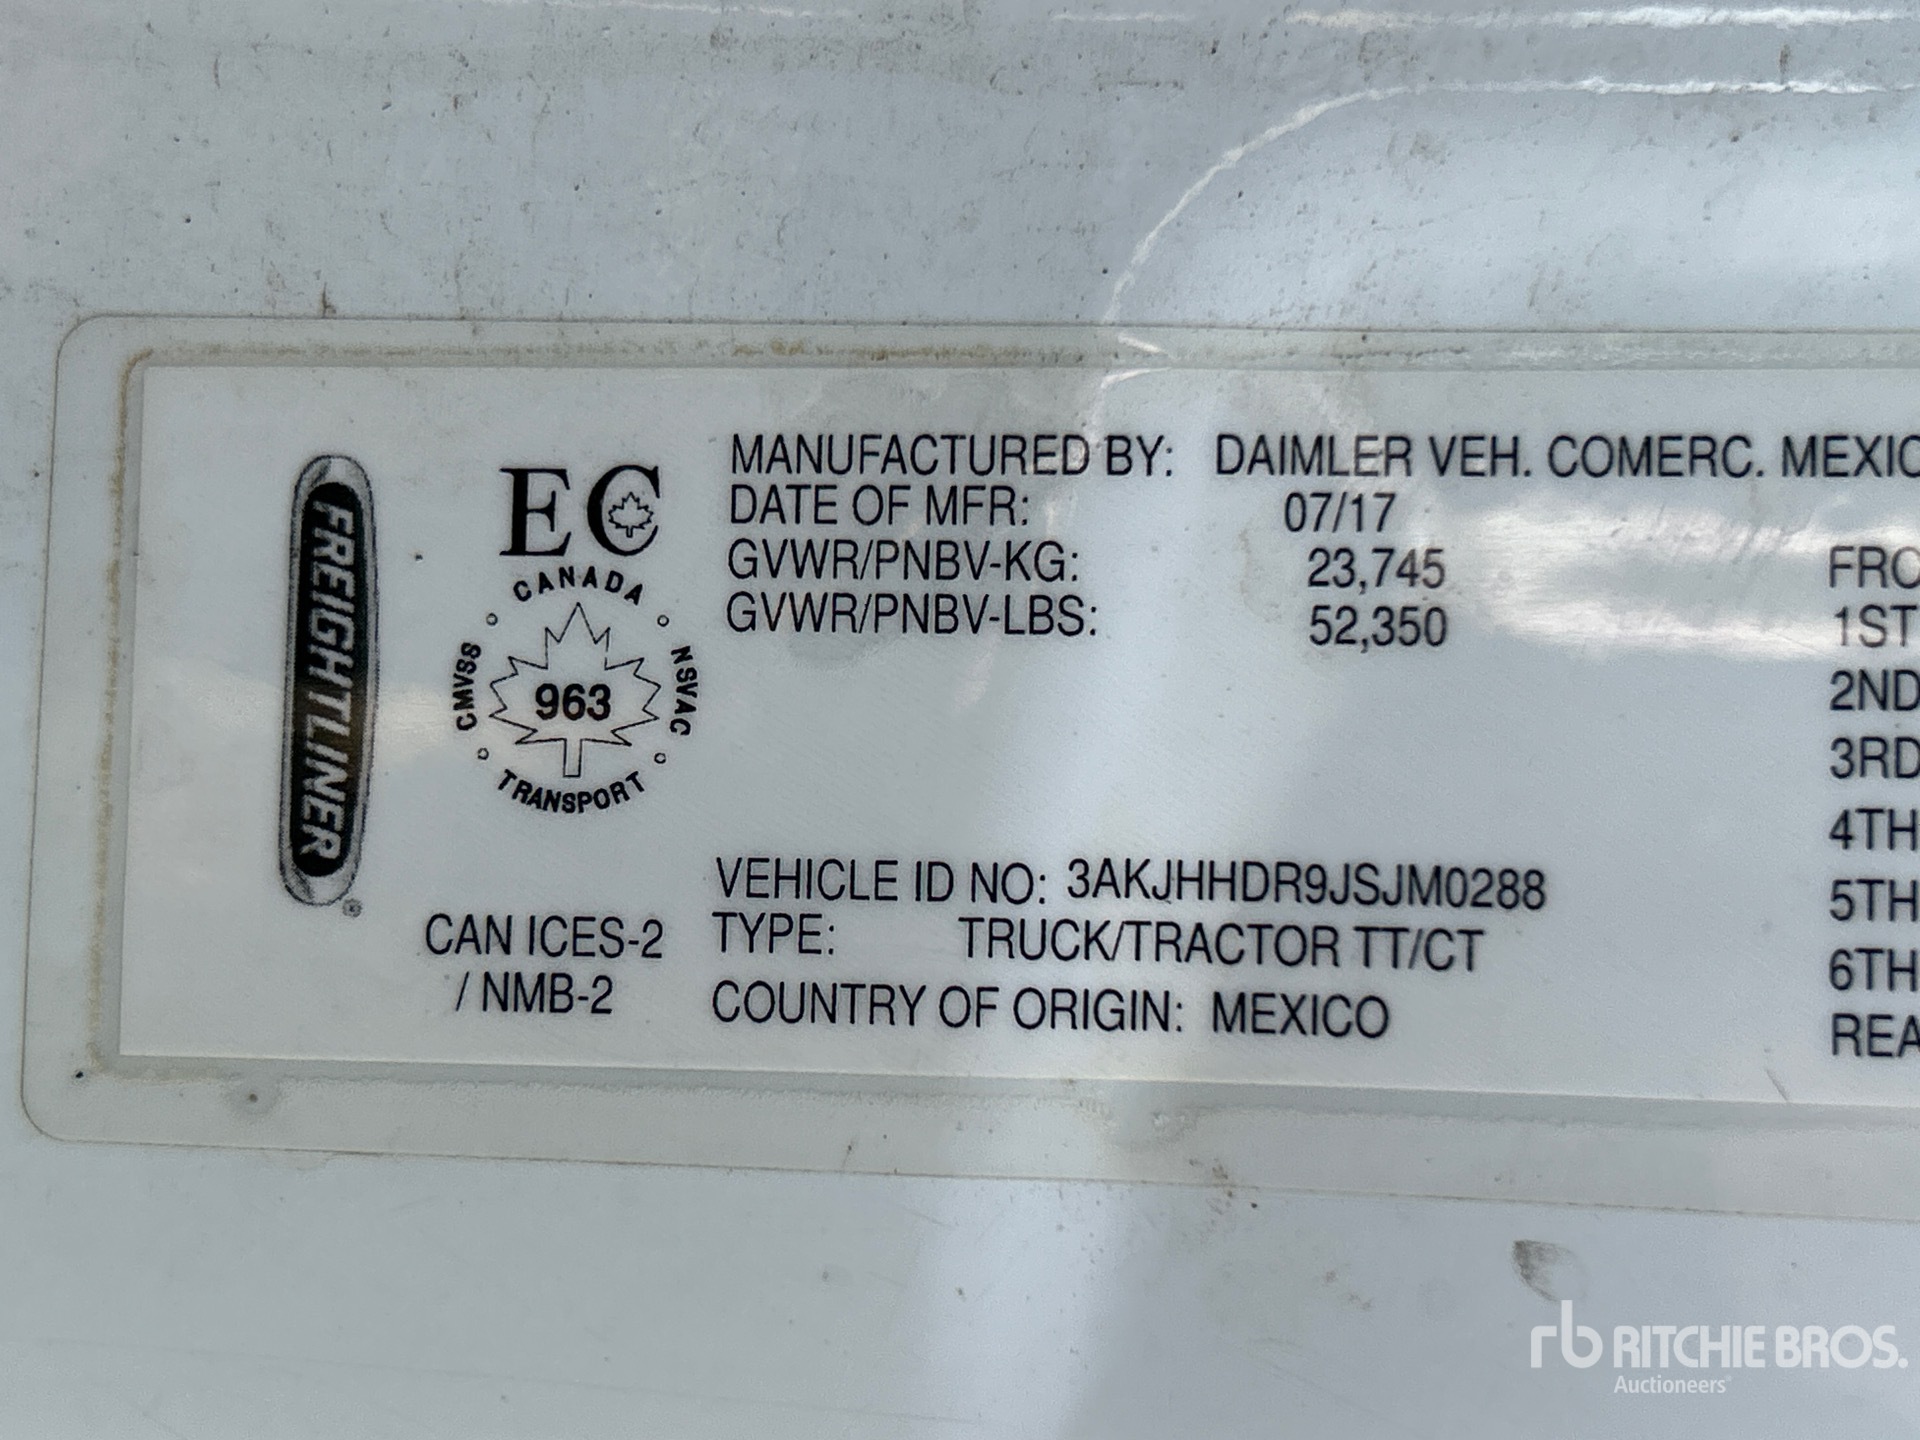 FREIGHTLINER
®
EC
CANADA
CMVSS
NSVAC
963
TRANSPORT
CAN ICES-2
/ NMB-2
MANUFACTURED BY: DAIMLER VEH. COMERC. MEXIC
DATE OF MFR: 07/17
GVWR/PNBV-KG: 23,745
GVWR/PNBV-LBS: 52,350
VEHICLE ID NO: 3AKJHHDR9JSJM0288
TYPE: TRUCK/TRACTOR TT/CT
COUNTRY OF ORIGIN: MEXICO
FRO
1ST
2ND
3RD
4TH
5TH
6TH
REA
rb RITCHIE BROS.
Auctioneers